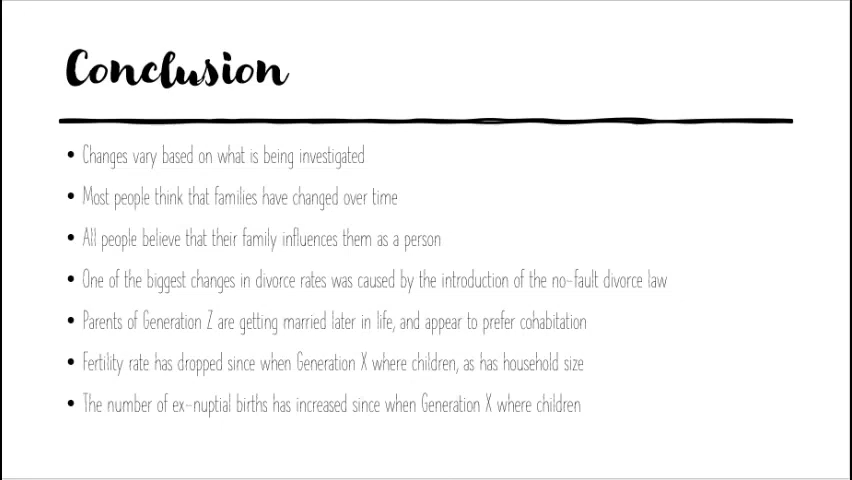 Conclusion
• Changes vary based on what is being investigated
• Most people think that families have changed over time
• All people believe that their family influences them as a person
• One of the biggest changes in divorce rates was caused by the introduction of the no-fault divorce law
• Parents of Generation Z are getting married later in life, and appear to prefer cohabitation
• Fertility rate has dropped since when Generation X where children, as has household size
• The number of ex-nuptial births has increased since when Generation X where children